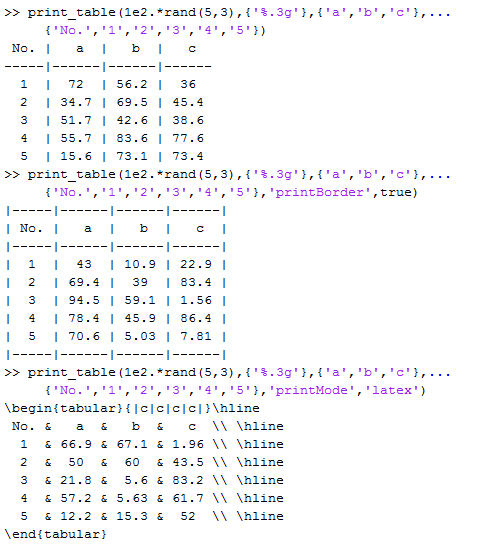 >> print_table(1e2.*rand(5,3),{'%.3g'},{'a','b','c'},...
     {'No.','1','2','3','4','5'})
 No. |  a   |  b   |  c
-----|------|------|------
  1  |  72  | 56.2 |  36
  2  | 34.7 | 69.5 | 45.4
  3  | 51.7 | 42.6 | 38.6
  4  | 55.7 | 83.6 | 77.6
  5  | 15.6 | 73.1 | 73.4
>> print_table(1e2.*rand(5,3),{'%.3g'},{'a','b','c'},...
     {'No.','1','2','3','4','5'},'printBorder',true)
|-----|------|------|------|
| No. |  a   |  b   |  c   |
|-----|------|------|------|
|  1  |  43  | 10.9 | 22.9 |
|  2  | 69.4 |  39  | 83.4 |
|  3  | 94.5 | 59.1 | 1.56 |
|  4  | 78.4 | 45.9 | 86.4 |
|  5  | 70.6 | 5.03 | 7.81 |
|-----|------|------|------|
>> print_table(1e2.*rand(5,3),{'%.3g'},{'a','b','c'},...
     {'No.','1','2','3','4','5'},'printMode','latex')
\begin{tabular}{|c|c|c|c|}\hline
 No. &  a   &  b   &  c  \\ \hline
  1  & 66.9 & 67.1 & 1.96 \\ \hline
  2  &  50  &  60  & 43.5 \\ \hline
  3  & 21.8 &  5.6 & 83.2 \\ \hline
  4  & 57.2 & 5.63 & 61.7 \\ \hline
  5  & 12.2 & 15.3 &  52  \\ \hline
\end{tabular}